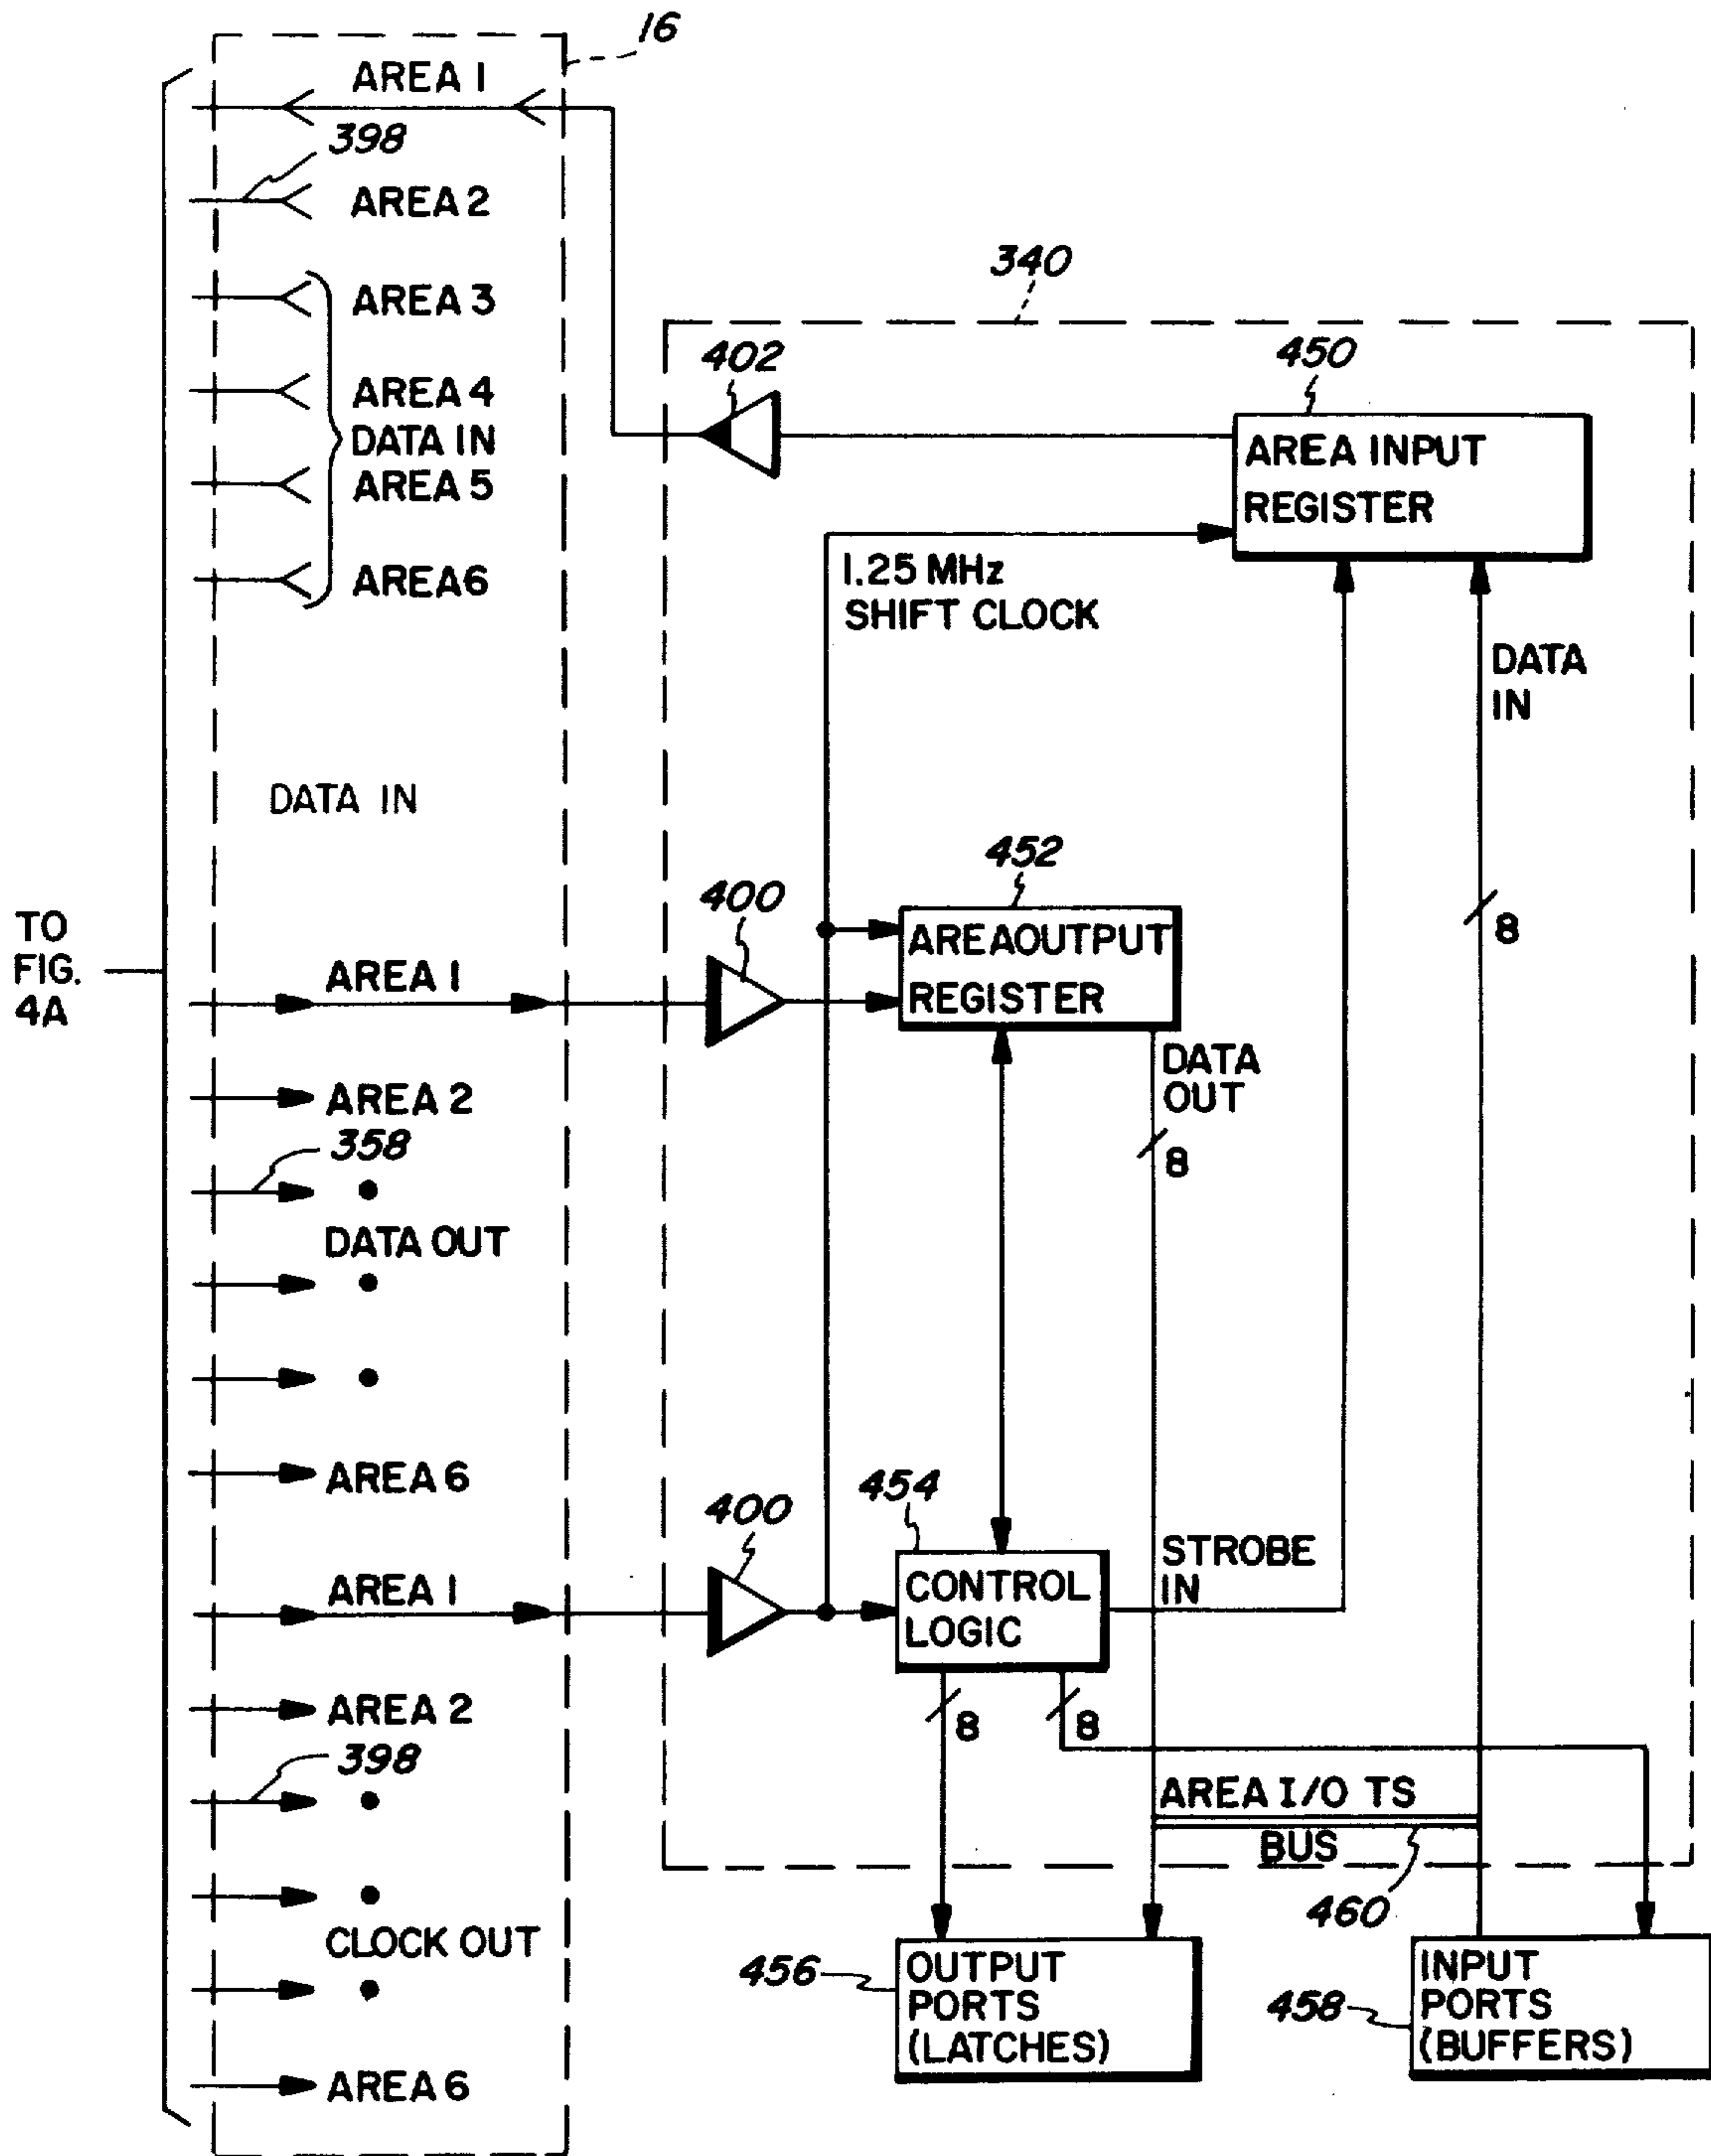 16
AREA 1
398
AREA 2
AREA 3
AREA 4
DATA IN
AREA 5
AREA 6
DATA IN
TO
FIG.
4A
AREA 1
AREA 2
358
DATA OUT
AREA 6
AREA 1
AREA 2
398
CLOCK OUT
AREA 6
340
402
450
AREA INPUT
REGISTER
1.25 MHz
SHIFT CLOCK
DATA
IN
8
452
400
AREAOUTPUT
REGISTER
DATA
OUT
8
454
400
CONTROL
LOGIC
STROBE
IN
8
8
AREA I/O TS
BUS
460
456
OUTPUT
PORTS
(LATCHES)
458
INPUT
PORTS
(BUFFERS)